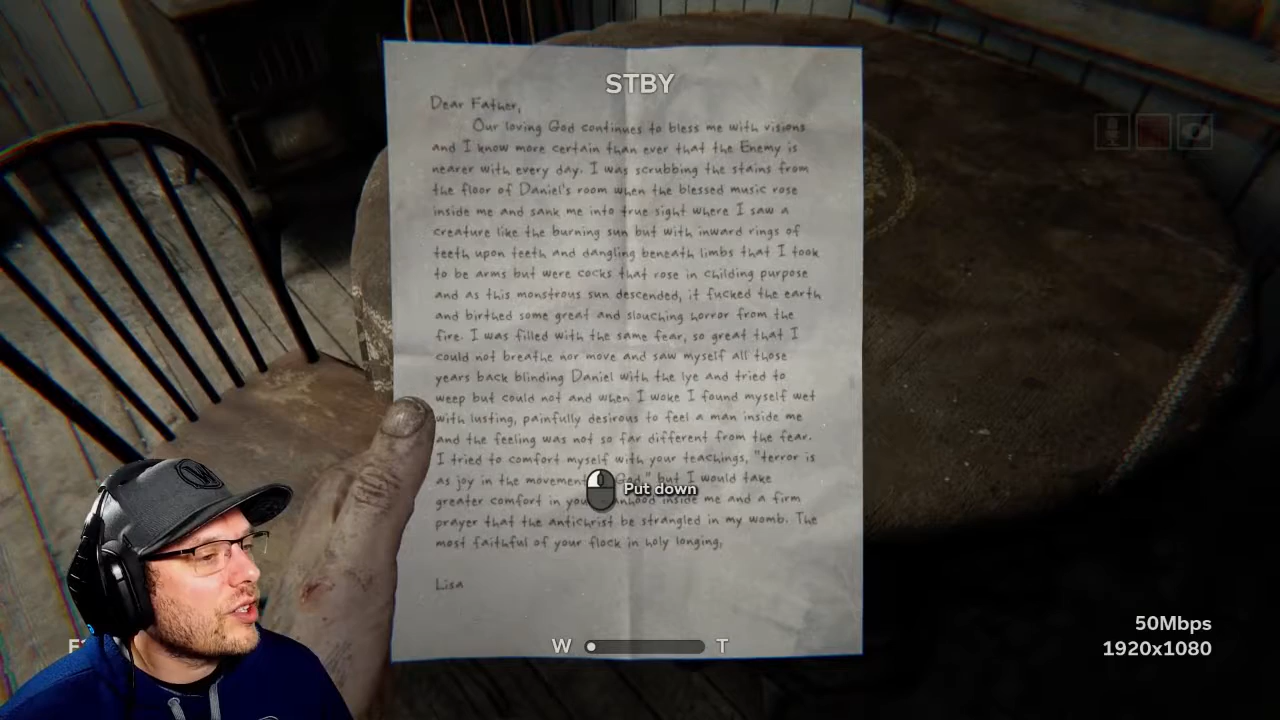 STBY
Dear Father,
Our loving God continues to bless me with visions
and I know more certain than ever that the Enemy is
nearer with every day. I was scrubbing the stains from
the floor of Daniel's room when the blessed music rose
inside me and sank me into true sight where I saw a
creature like the burning sun but with inward rings of
teeth upon teeth and dangling beneath limbs that I took
to be arms but were cocks that rose in childing purpose
and as this monstrous sun descended, it fucked the earth
and birthed some great and slouching horror from the
fire. I was filled with the same fear, so great that I
could not breathe nor move and saw myself all those
years back blinding Daniel with the lye and tried to
weep but could not and when I woke I found myself wet
with lusting, painfully desirous to feel a man inside me
and the feeling was not so far different from the fear.
I tried to comfort myself with your teachings, "terror is
as joy in the movement God," but I would take
Put down
greater comfort in inside me and a firm
prayer that the antichrist be strangled in my womb. The
most faithful of your flock in holy longing,
Lisa
W T
50Mbps
1920x1080